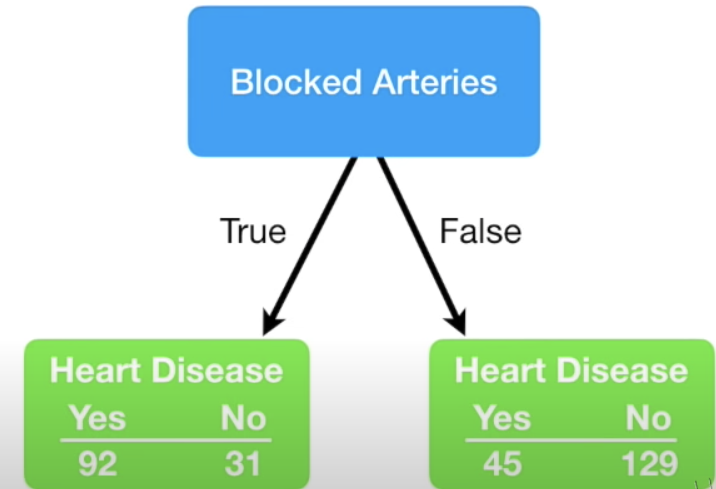 Blocked Arteries
True
False
Heart Disease
Yes No
92 31
Heart Disease
Yes No
45 129